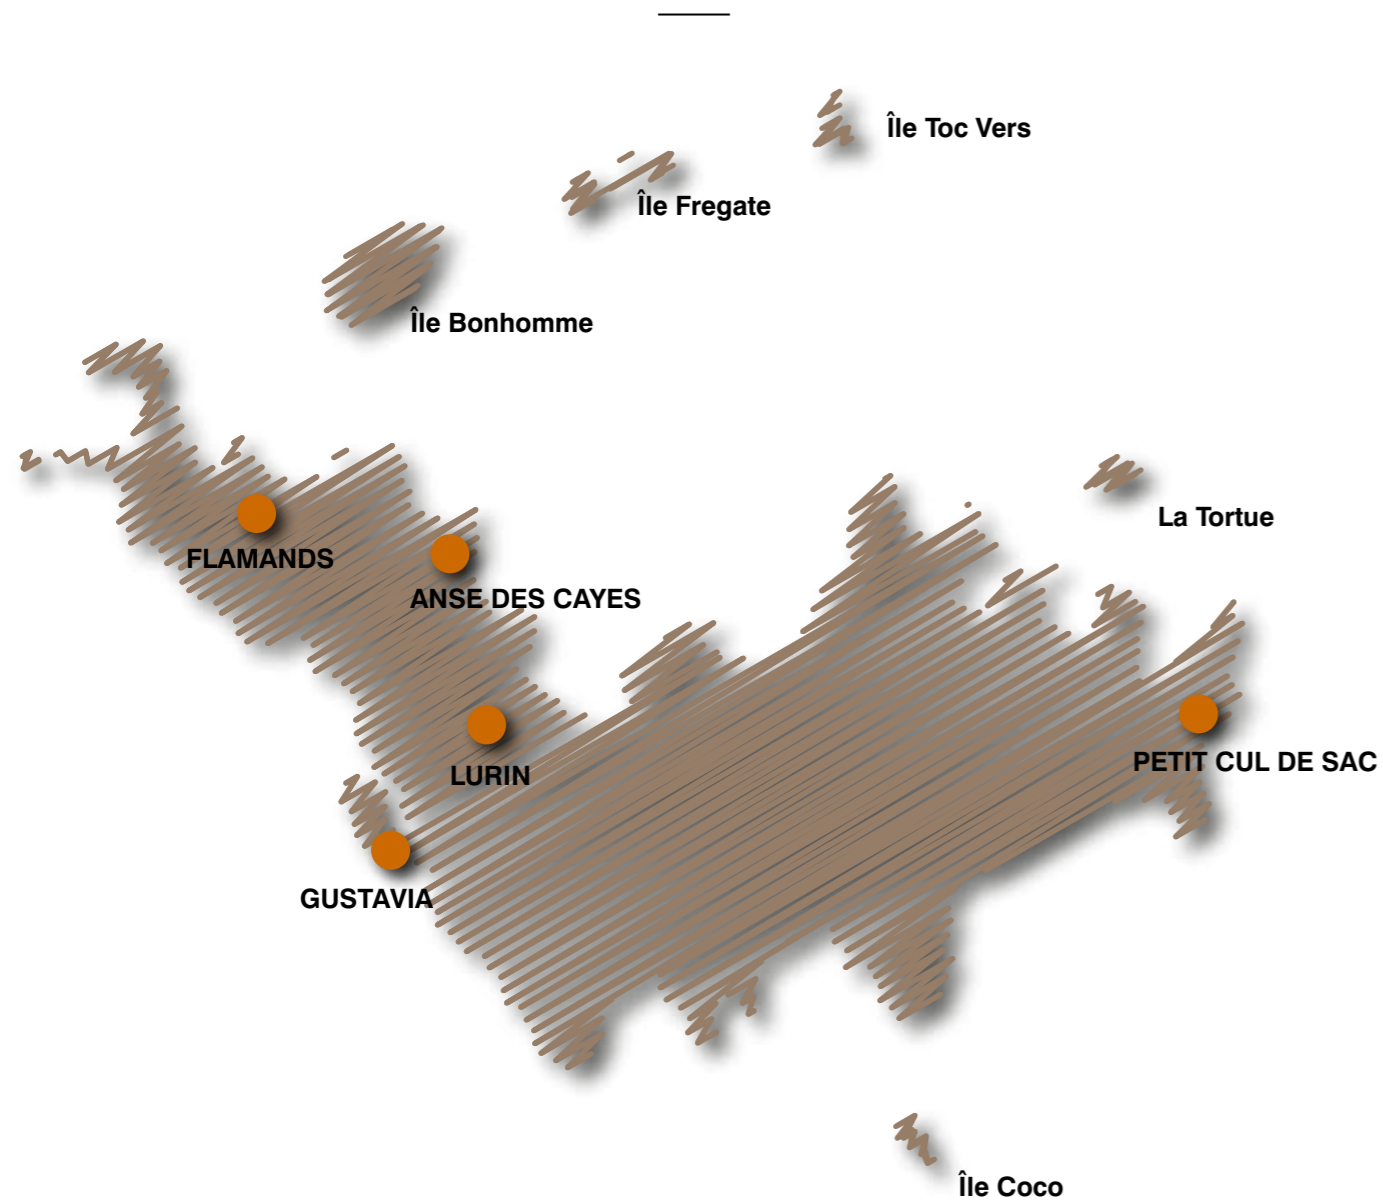 Île Toc Vers
Île Fregate
Île Bonhomme
La Tortue
FLAMANDS
ANSE DES CAYES
PETIT CUL DE SAC
LURIN
GUSTAVIA
Île Coco